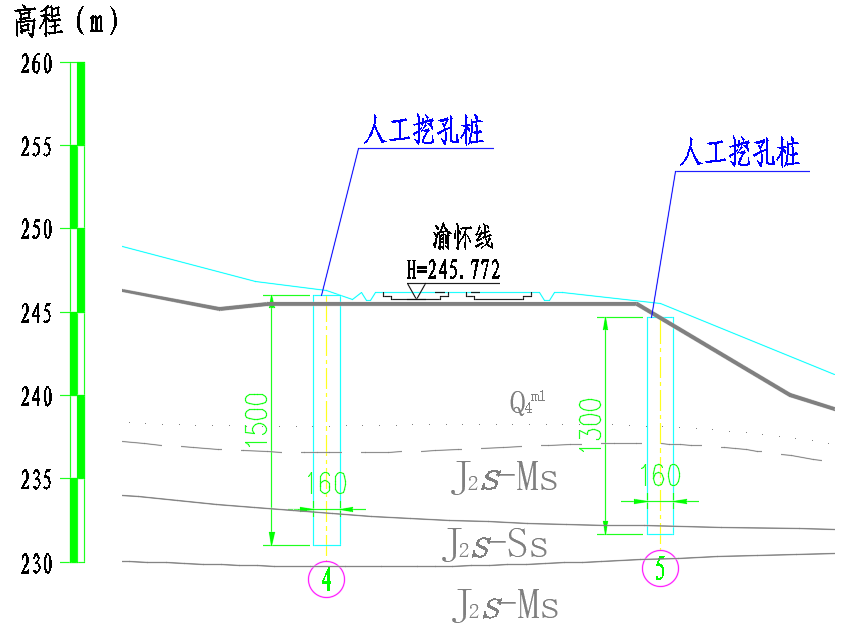 高程(m)
260
255
250
245
240
235
230
人工挖孔桩
人工挖孔桩
渝怀线
H=245.772
1500
1300
160
160
Q₄ᵐˡ
J₂s-Ms
J₂s-Ss
J₂s-Ms
4
5